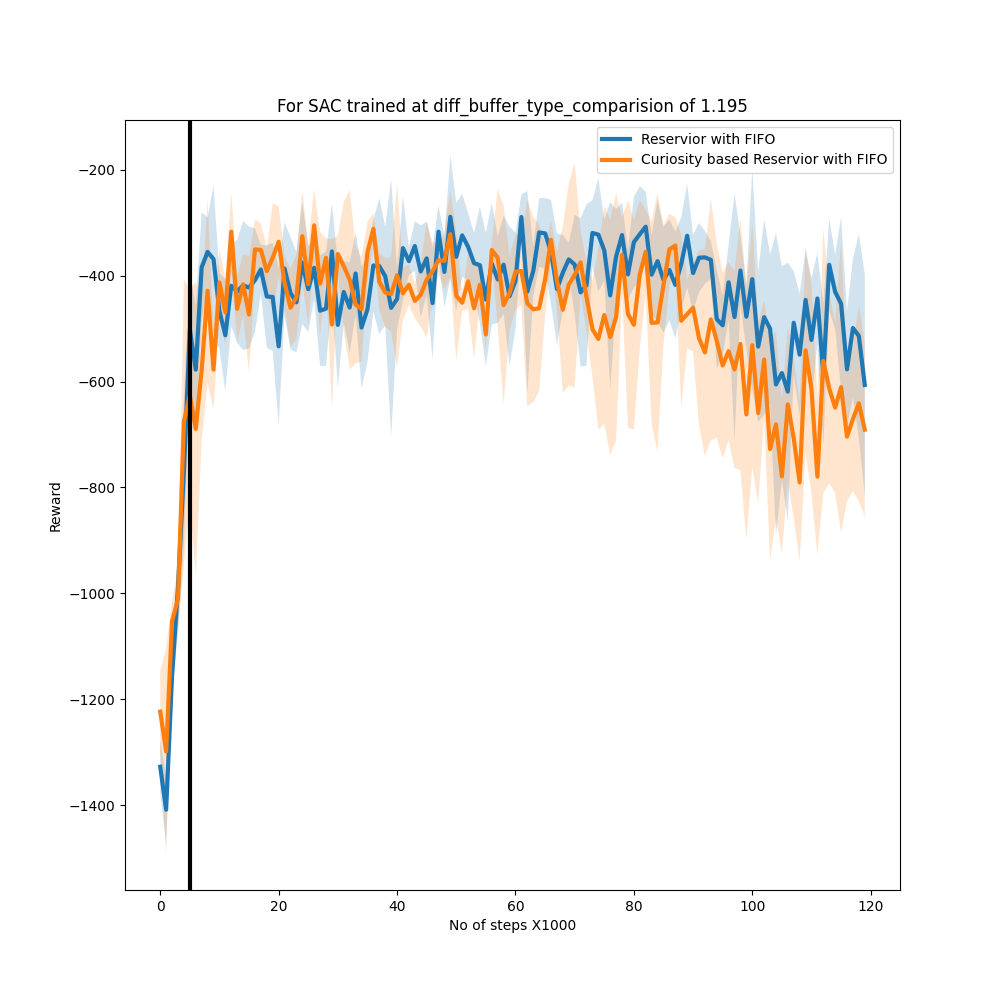 For SAC trained at diff_buffer_type_comparision of 1.195
Reservior with FIFO
Curiosity based Reservior with FIFO
Reward
−200
−400
−600
−800
−1000
−1200
−1400
0 20 40 60 80 100 120
No of steps X1000